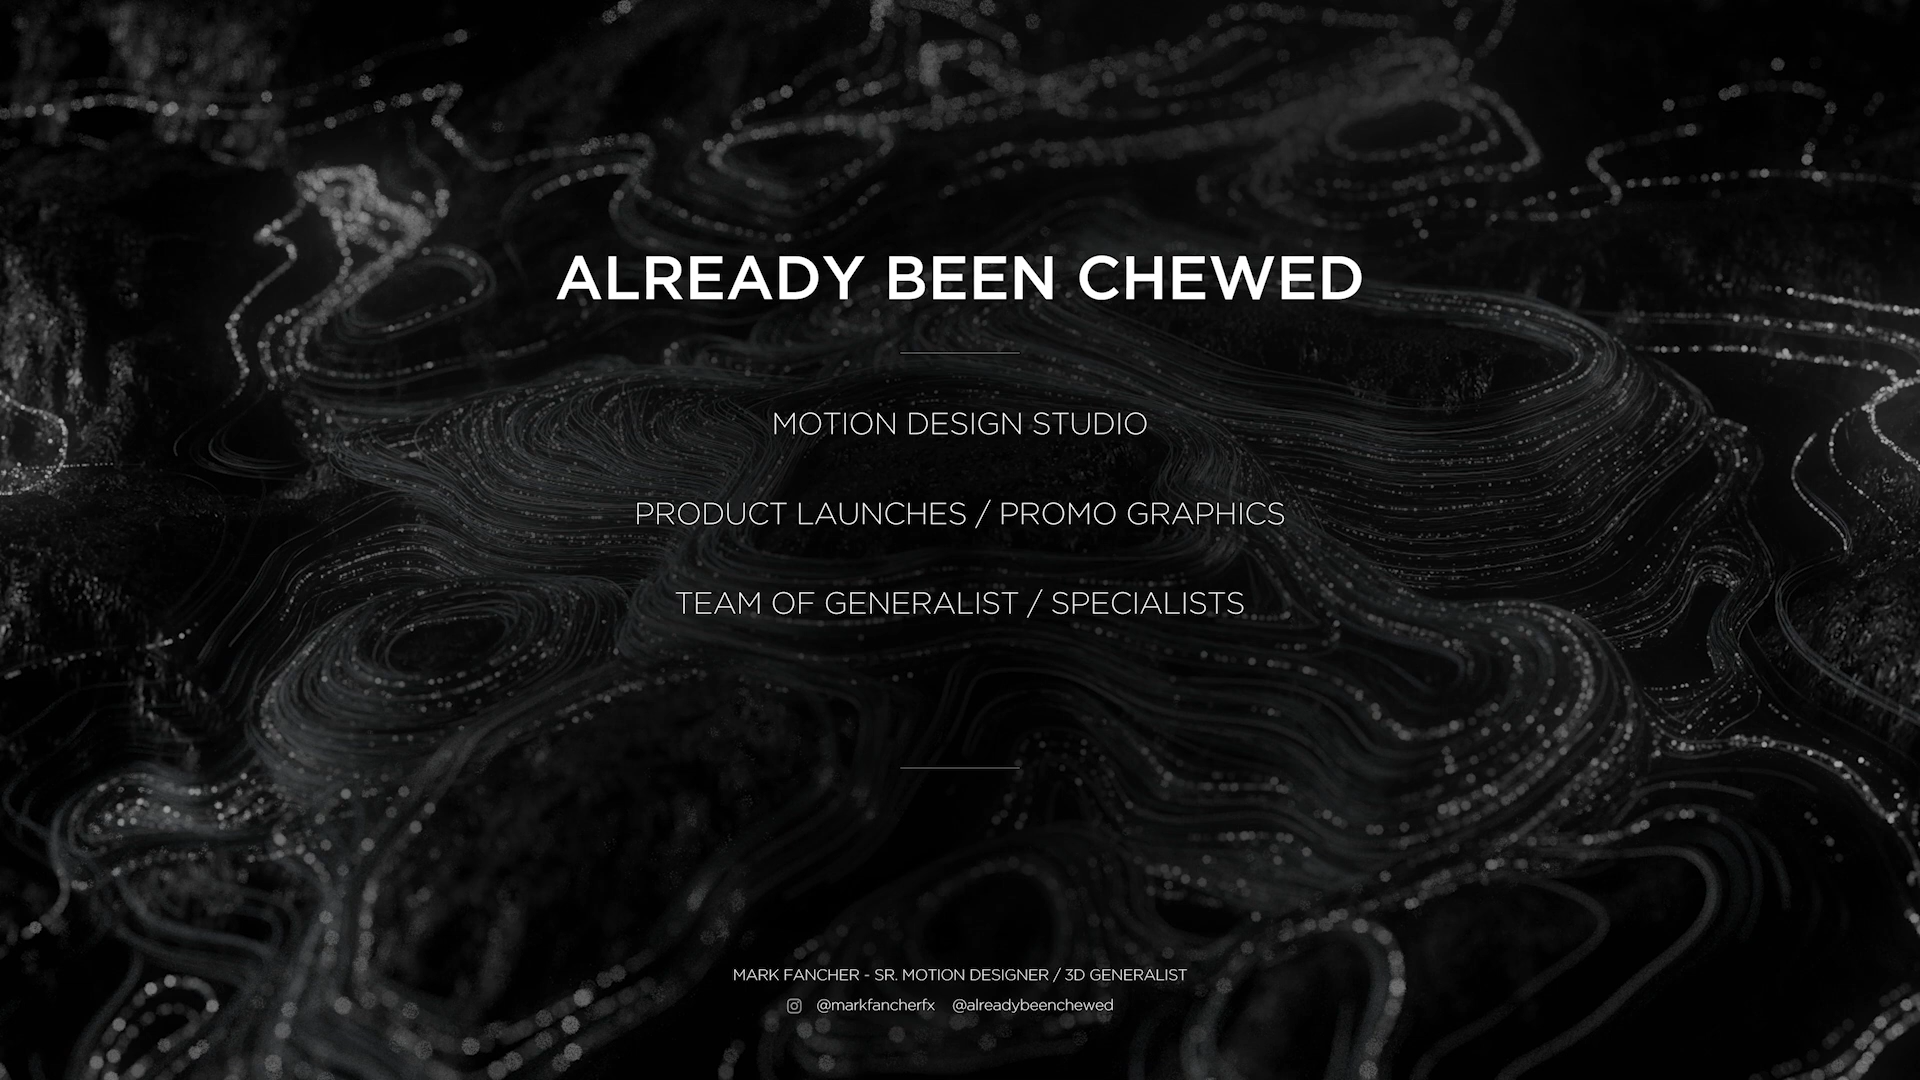 ALREADY BEEN CHEWED
MOTION DESIGN STUDIO
PRODUCT LAUNCHES / PROMO GRAPHICS
TEAM OF GENERALIST / SPECIALISTS
MARK FANCHER - SR. MOTION DESIGNER / 3D GENERALIST
@markfancherfx @alreadybeenchewed